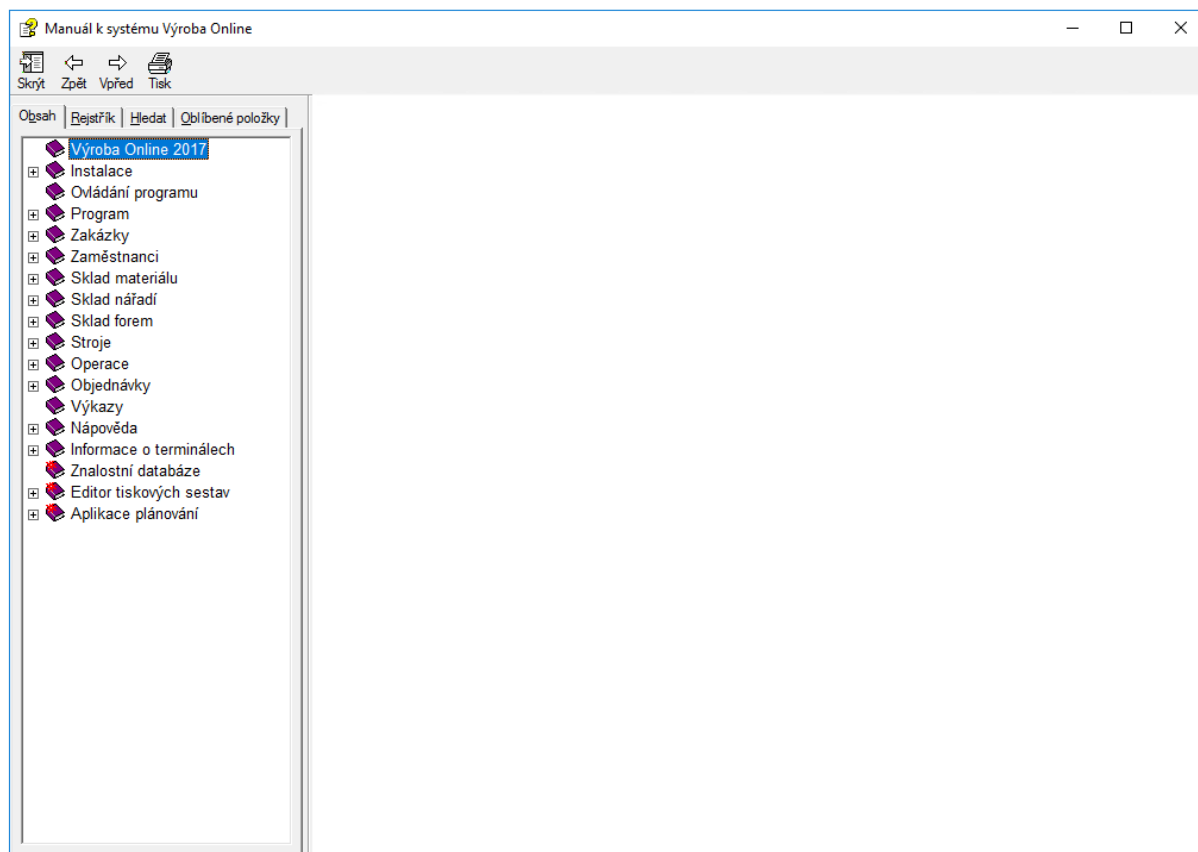 Manuál k systému Výroba Online
Skrýt Zpět Vpřed Tisk
Obsah Rejstřík Hledat Oblíbené položky
Výroba Online 2017
Instalace
Ovládání programu
Program
Zakázky
Zaměstnanci
Sklad materiálu
Sklad nářadí
Sklad forem
Stroje
Operace
Objednávky
Výkazy
Nápověda
Informace o terminálech
Znalostní databáze
Editor tiskových sestav
Aplikace plánování